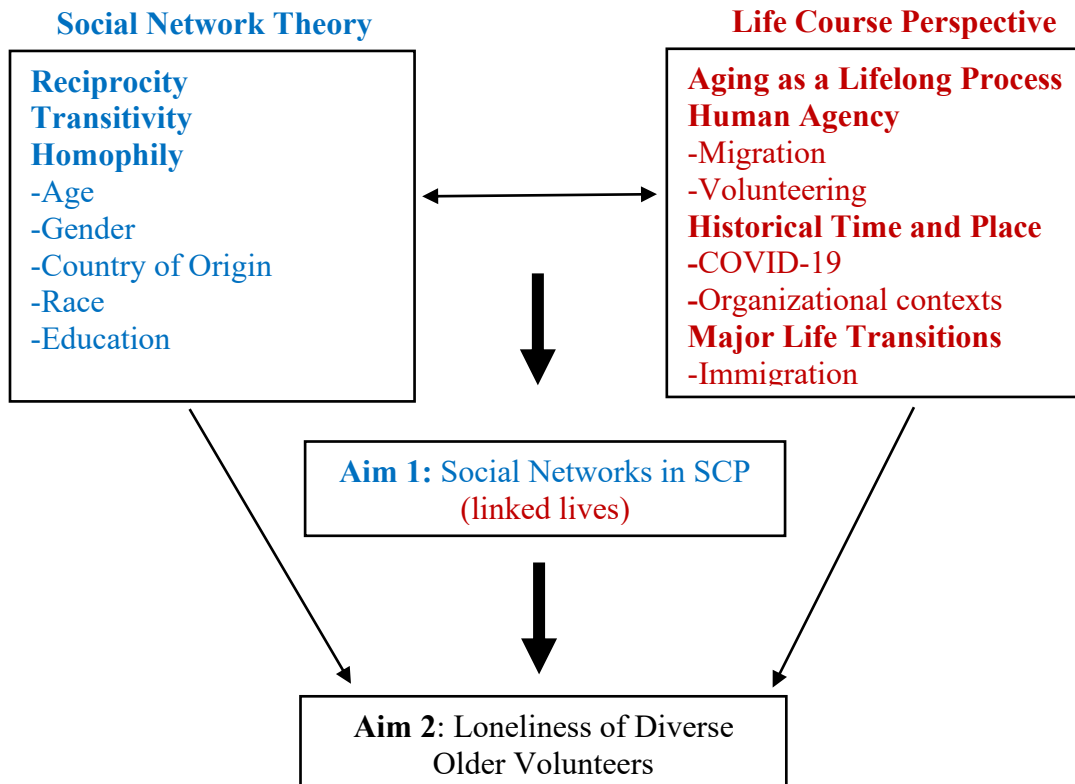 Social Network Theory
Reciprocity
Transitivity
Homophily
-Age
-Gender
-Country of Origin
-Race
-Education
Life Course Perspective
Aging as a Lifelong Process
Human Agency
-Migration
-Volunteering
Historical Time and Place
-COVID-19
-Organizational contexts
Major Life Transitions
-Immigration
Aim 1: Social Networks in SCP
(linked lives)
Aim 2: Loneliness of Diverse
Older Volunteers